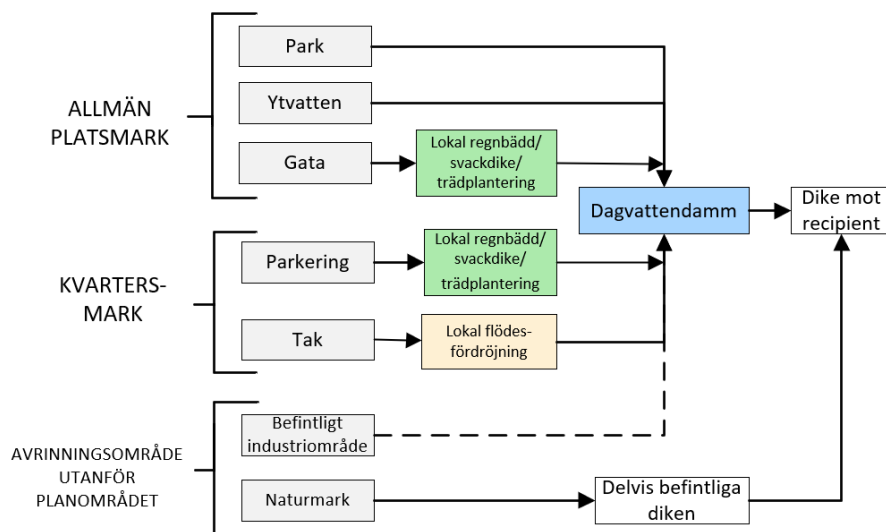 ALLMÄN
PLATSMARK
Park
Ytvatten
Gata
Lokal regnbädd/
svackdike/
trädplantering
Dagvattendamm
Dike mot
recipient
KVARTERS-
MARK
Parkering
Lokal regnbädd/
svackdike/
trädplantering
Tak
Lokal flödes-
fördröjning
AVRINNINGSOMRÅDE
UTANFÖR
PLANOMRÅDET
Befintligt
industriområde
Naturmark
Delvis befintliga
diken